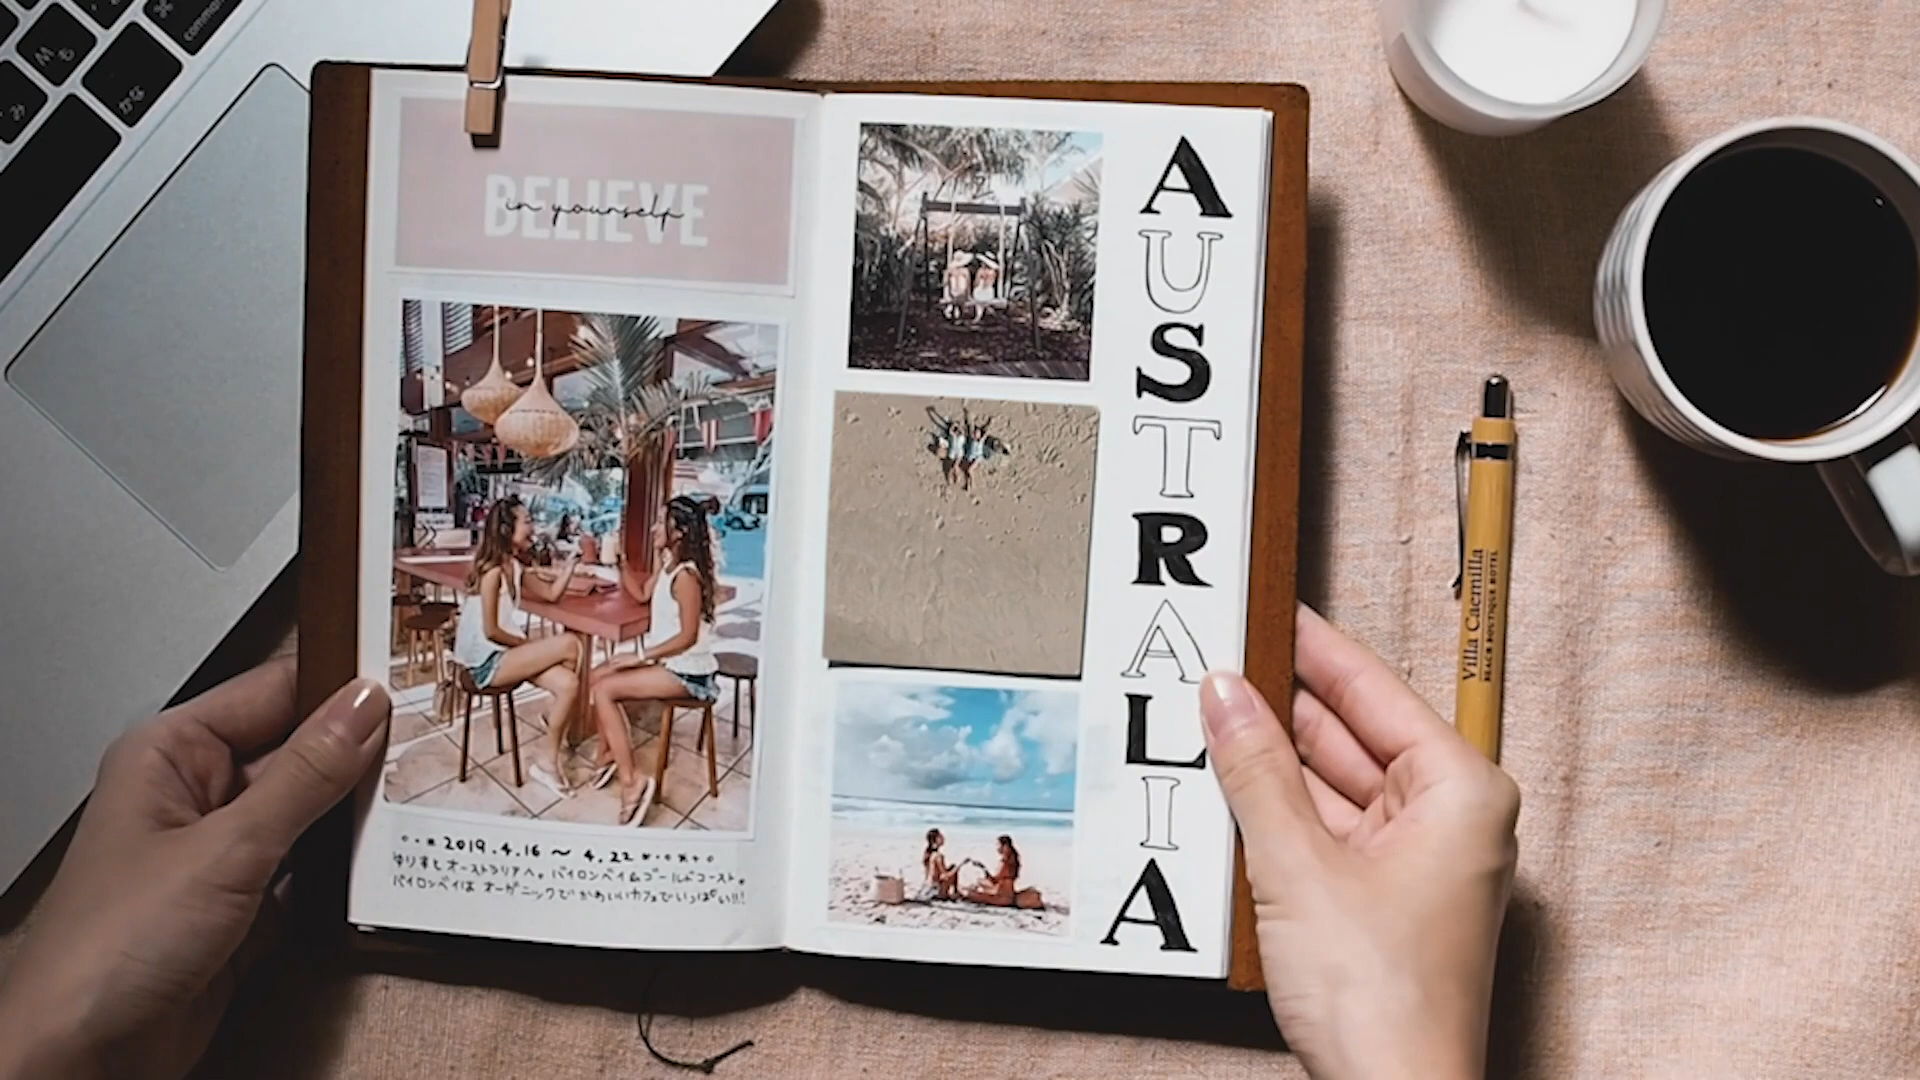 command
BELIEVE
in yourself
2019.4.16 ~ 4.22
ゆりすとオーストラリアへ。バイロンベイ&ゴールドコースト。
バイロンベイは オーガニックでかわいいカフェでいっぱい!!!
AUSTRALIA
Villa Caemilla
BEACH BOUTIQUE HOTEL